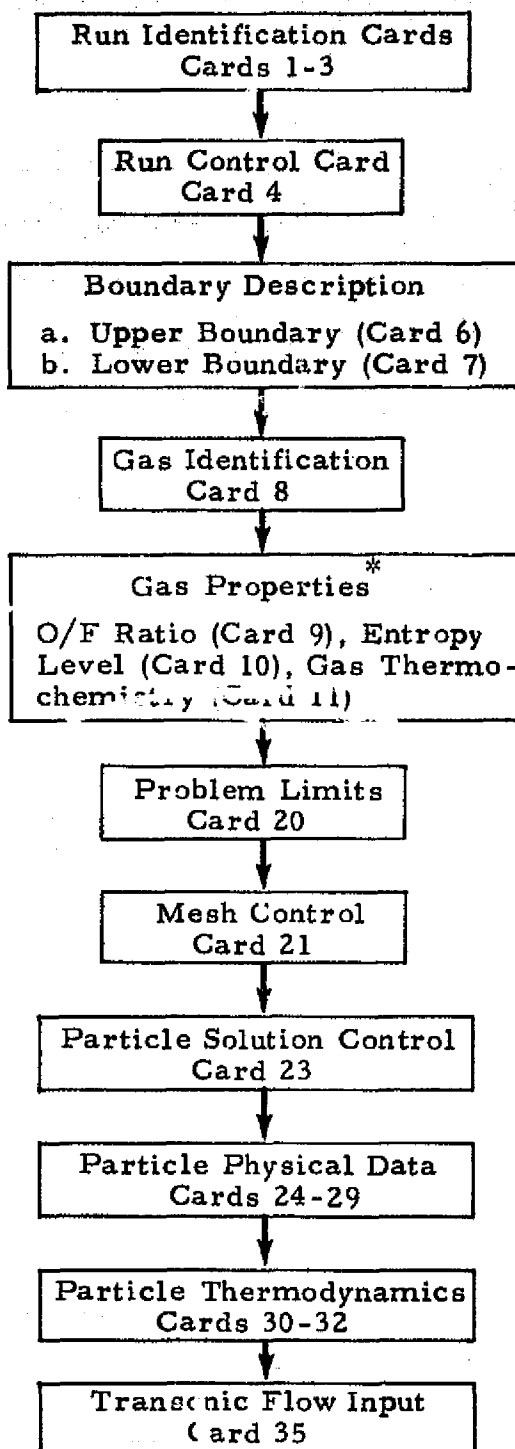 Run Identification Cards
Cards 1-3
Run Control Card
Card 4
Boundary Description
a. Upper Boundary (Card 6)
b. Lower Boundary (Card 7)
Gas Identification
Card 8
Gas Properties*
O/F Ratio (Card 9), Entropy
Level (Card 10), Gas Thermo-
chemistry (Card 11)
Problem Limits
Card 20
Mesh Control
Card 21
Particle Solution Control
Card 23
Particle Physical Data
Cards 24-29
Particle Thermodynamics
Cards 30-32
Transonic Flow Input
Card 35